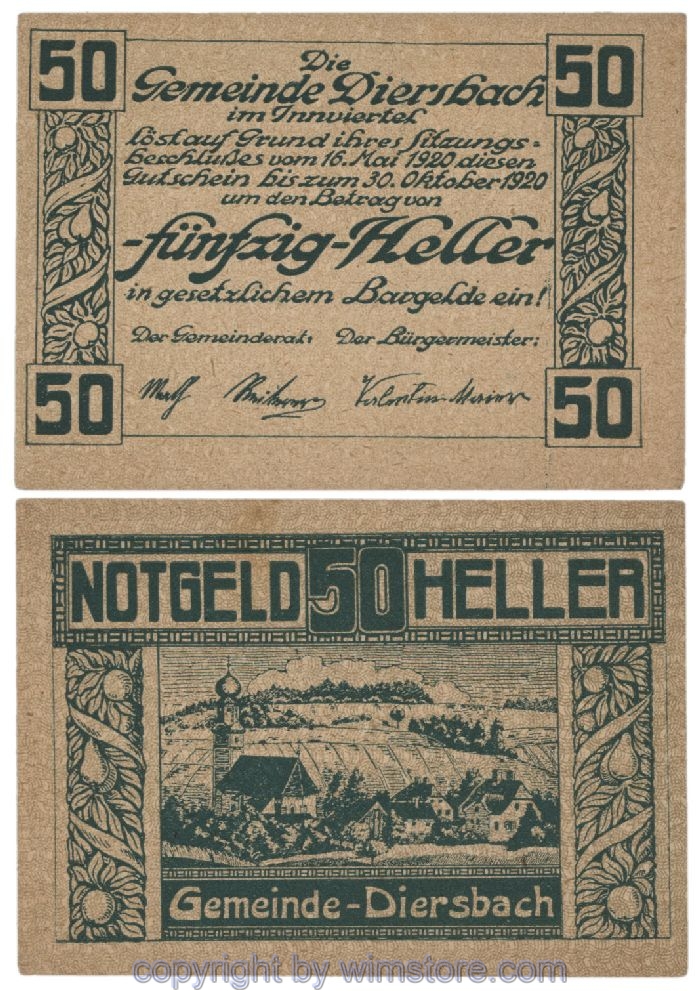 50
50
Die
Gemeinde Diersbach
im Innviertel
löst auf Grund ihres Sitzungs-
beschlußes vom 16. Mai 1920 diesen
Gutschein bis zum 30. Oktober 1920
um den Betrag von
-fünfzig-Heller
in gesetzlichem Bargelde ein!
Der Gemeinderat: Der Bürgermeister:
Valentin Maier
50
50
NOTGELD 50 HELLER
Gemeinde-Diersbach
copyright by wimstore.com